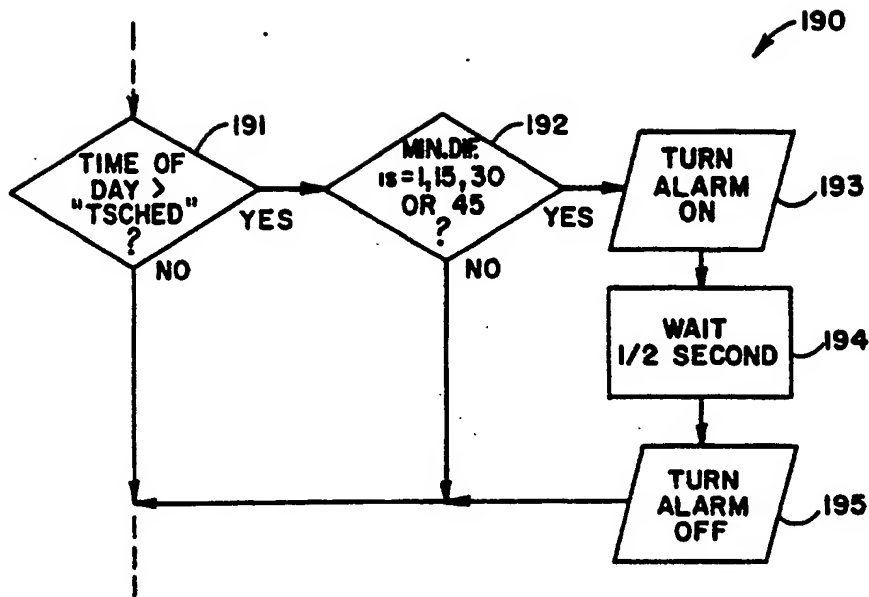 190
191
TIME OF
DAY >
"TSCHED"
?
YES
NO
192
MIN.DIF.
is=1,15,30
OR 45
?
YES
NO
TURN
ALARM
ON
193
WAIT
1/2 SECOND
194
TURN
ALARM
OFF
195